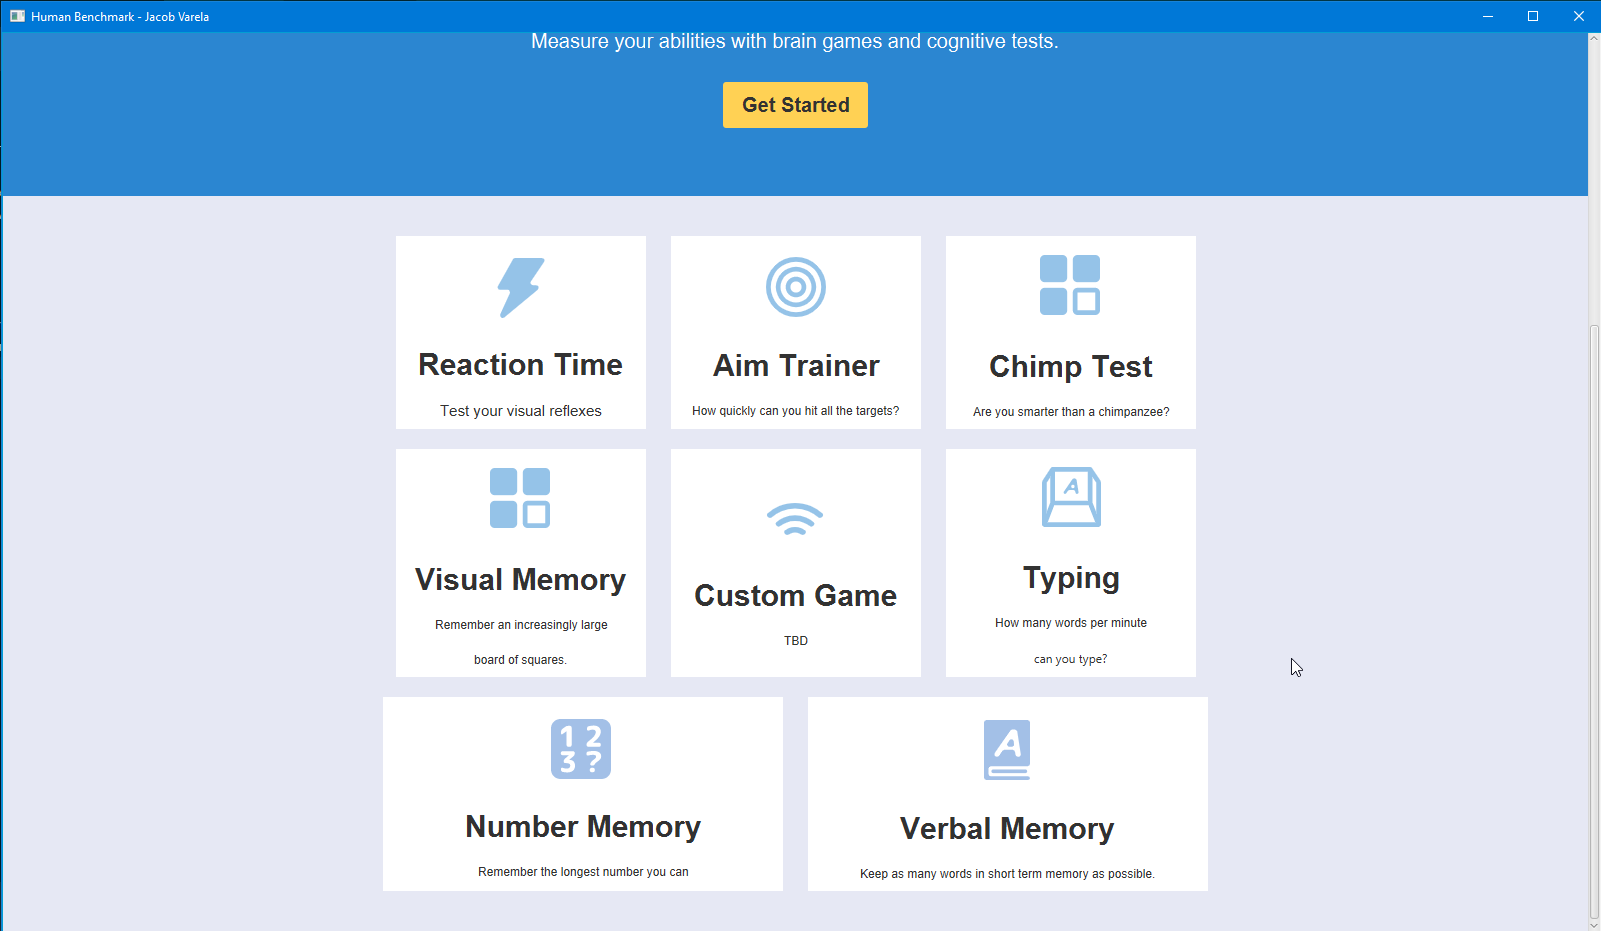 Human Benchmark - Jacob Varela
Measure your abilities with brain games and cognitive tests.
Get Started
Reaction Time
Test your visual reflexes
Aim Trainer
How quickly can you hit all the targets?
Chimp Test
Are you smarter than a chimpanzee?
Visual Memory
Remember an increasingly large
board of squares.
Custom Game
TBD
A
Typing
How many words per minute
can you type?
1 2
3 ?
Number Memory
Remember the longest number you can
A
Verbal Memory
Keep as many words in short term memory as possible.